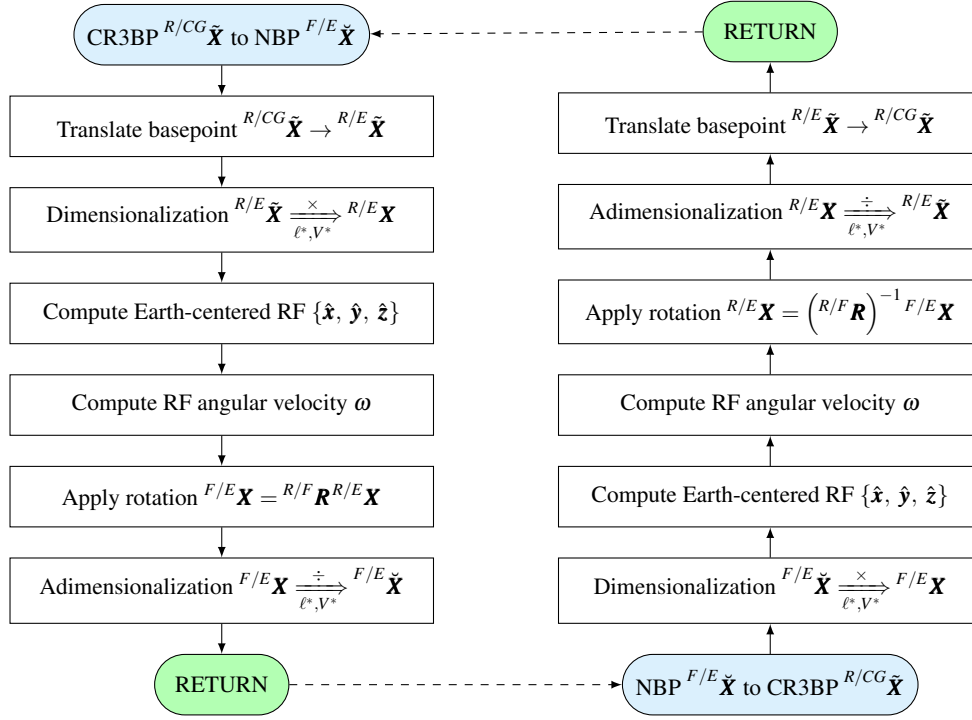 CR3BP ^{R/CG}X̃ to NBP ^{F/E}X̆
Translate basepoint ^{R/CG}X̃ → ^{R/E}X̃
Dimensionalization ^{R/E}X̃ ×⟹ℓ*,V* ^{R/E}X
Compute Earth-centered RF {x̂, ŷ, ẑ}
Compute RF angular velocity ω
Apply rotation ^{F/E}X = ^{R/F}R ^{R/E}X
Adimensionalization ^{F/E}X ÷⟹ℓ*,V* ^{F/E}X̆
RETURN
RETURN
Translate basepoint ^{R/E}X̃ → ^{R/CG}X̃
Adimensionalization ^{R/E}X ÷⟹ℓ*,V* ^{R/E}X̃
Apply rotation ^{R/E}X = (^{R/F}R)^{−1} ^{F/E}X
Compute RF angular velocity ω
Compute Earth-centered RF {x̂, ŷ, ẑ}
Dimensionalization ^{F/E}X̆ ×⟹ℓ*,V* ^{F/E}X
NBP ^{F/E}X̆ to CR3BP ^{R/CG}X̃